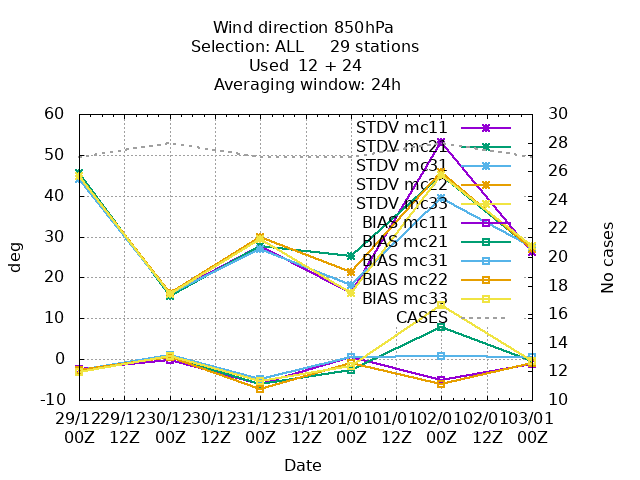 Wind direction 850hPa
Selection: ALL     29 stations
Used  12 + 24
Averaging window: 24h
60
50
40
30
20
10
0
-10
30
28
26
24
22
20
18
16
14
12
10
deg
No cases
STDV mc11
STDV mc21
STDV mc31
STDV mc22
STDV mc33
BIAS mc11
BIAS mc21
BIAS mc31
BIAS mc22
BIAS mc33
CASES
29/12 29/12 30/12 30/12 31/12 31/12 01/01 01/01 02/01 02/01 03/01
00Z 12Z 00Z 12Z 00Z 12Z 00Z 12Z 00Z 12Z 00Z
Date